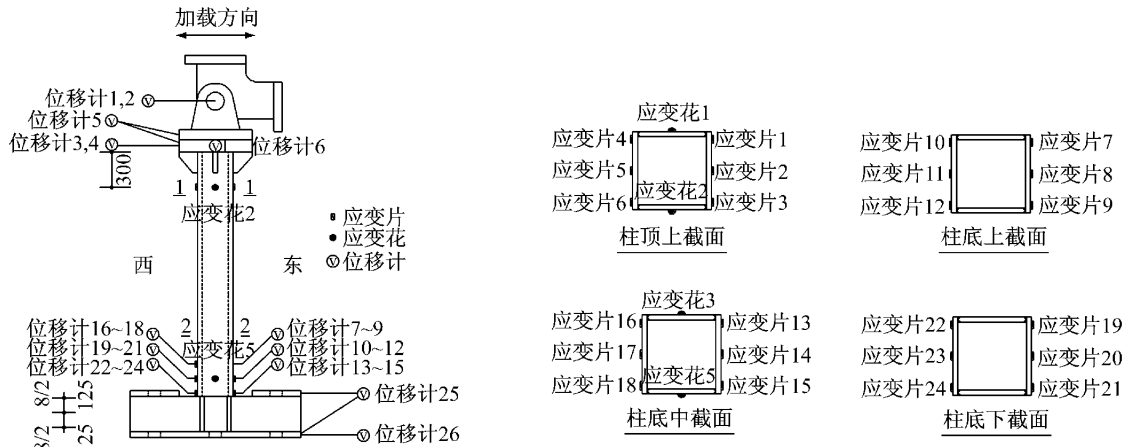 加载方向
位移计1,2
位移计5
位移计3,4
位移计6
300
1 1
应变花2
应变片
应变花
位移计
西 东
位移计16~18 2 2 位移计7~9
位移计19~21 应变花5 位移计10~12
位移计22~24 位移计13~15
8/2 125 位移计25
8/2 25 位移计26
应变花1
应变片4 应变片1
应变片5 应变片2
应变片6 应变花2 应变片3
柱顶上截面
应变片10 应变片7
应变片11 应变片8
应变片12 应变片9
柱底上截面
应变花3
应变片16 应变片13
应变片17 应变片14
应变片18 应变花5 应变片15
柱底中截面
应变片22 应变片19
应变片23 应变片20
应变片24 应变片21
柱底下截面